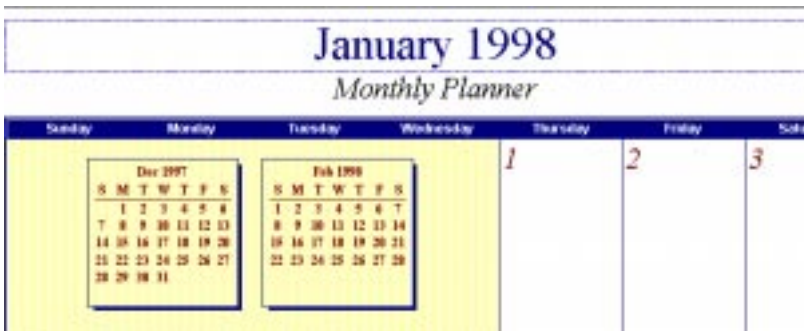 January 1998
Monthly Planner
Sunday Monday Tuesday Wednesday Thursday Friday Satu
1 2 3
Dec 1997
S M T W T F S
1 2 3 4 5 6
7 8 9 10 11 12 13
14 15 16 17 18 19 20
21 22 23 24 25 26 27
28 29 30 31
Feb 1998
S M T W T F S
1 2 3 4 5 6 7
8 9 10 11 12 13 14
15 16 17 18 19 20 21
22 23 24 25 26 27 28